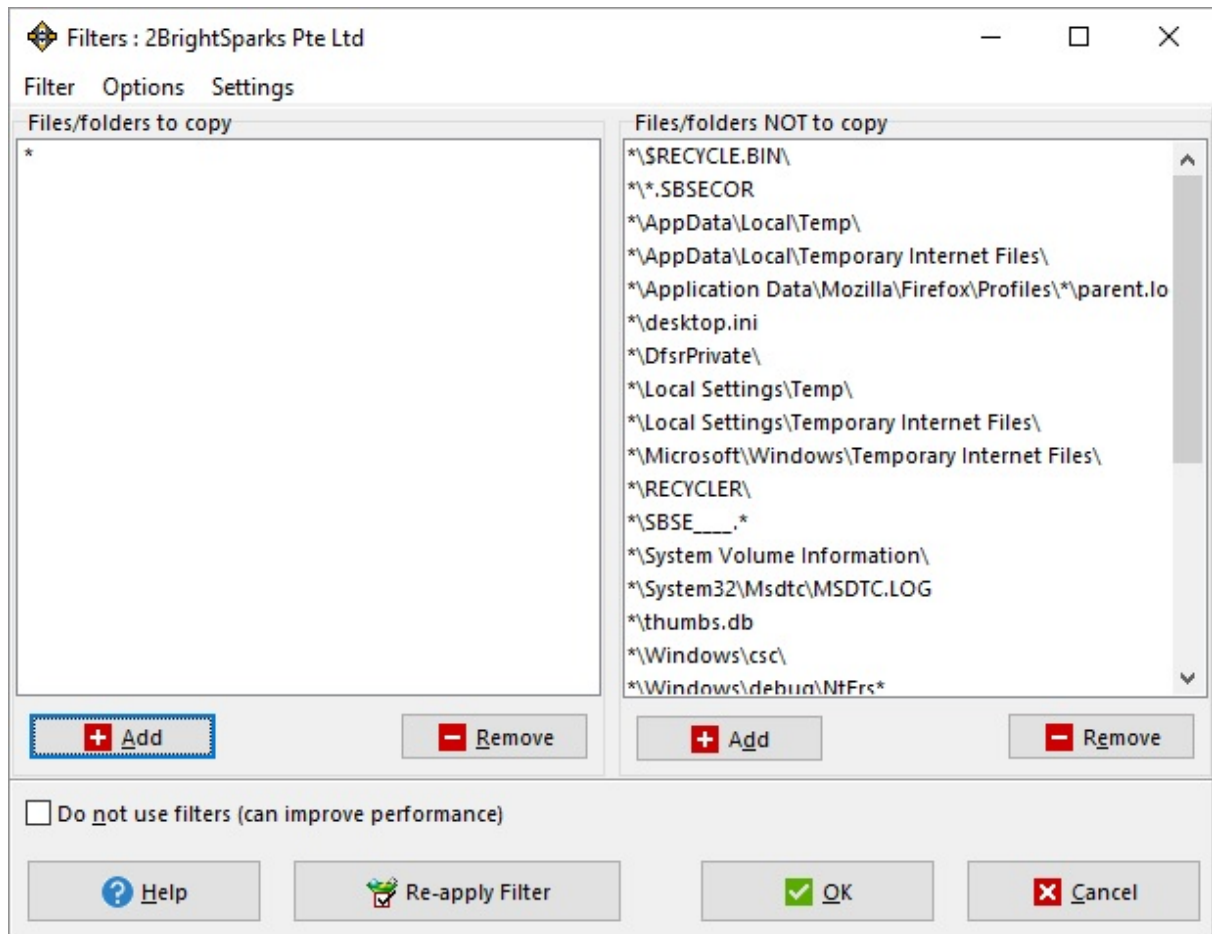 Filters : 2BrightSparks Pte Ltd
Filter Options Settings
Files/folders to copy
*
Add
Remove
Files/folders NOT to copy
*\$RECYCLE.BIN\
*\*.SBSECOR
*\AppData\Local\Temp\
*\AppData\Local\Temporary Internet Files\
*\Application Data\Mozilla\Firefox\Profiles\*\parent.lo
*\desktop.ini
*\DfsrPrivate\
*\Local Settings\Temp\
*\Local Settings\Temporary Internet Files\
*\Microsoft\Windows\Temporary Internet Files\
*\RECYCLER\
*\SBSE____.*
*\System Volume Information\
*\System32\Msdtc\MSDTC.LOG
*\thumbs.db
*\Windows\csc\
*\Windows\debug\NtFrs*
Add
Remove
Do not use filters (can improve performance)
Help
Re-apply Filter
OK
Cancel